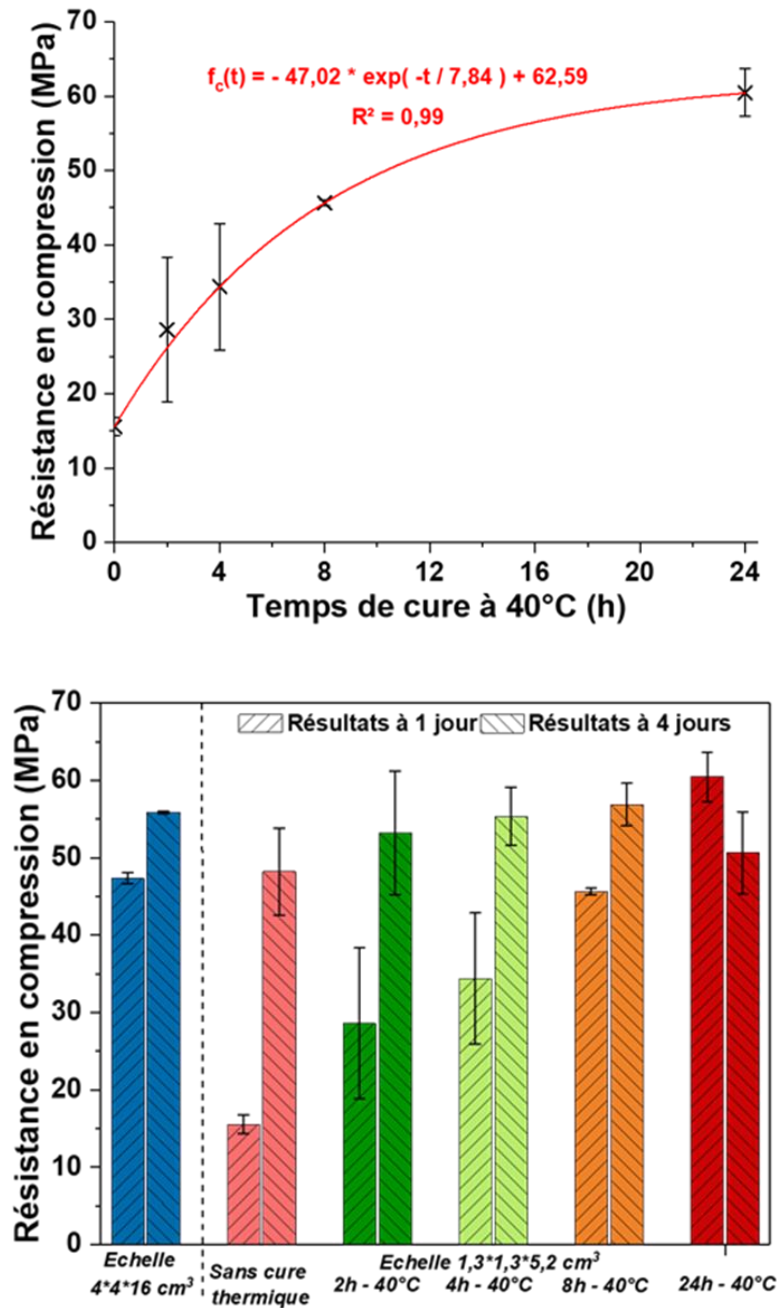 70
60
50
40
30
20
10
0
Résistance en compression (MPa)
f_c(t) = - 47,02 * exp( -t / 7,84 ) + 62,59
R² = 0,99
0 4 8 12 16 20 24
Temps de cure à 40°C (h)
70
60
50
40
30
20
10
0
Résistance en compression (MPa)
Résultats à 1 jour Résultats à 4 jours
Echelle
4*4*16 cm³
Echelle 1,3*1,3*5,2 cm³
Sans cure
thermique
2h - 40°C 4h - 40°C 8h - 40°C 24h - 40°C